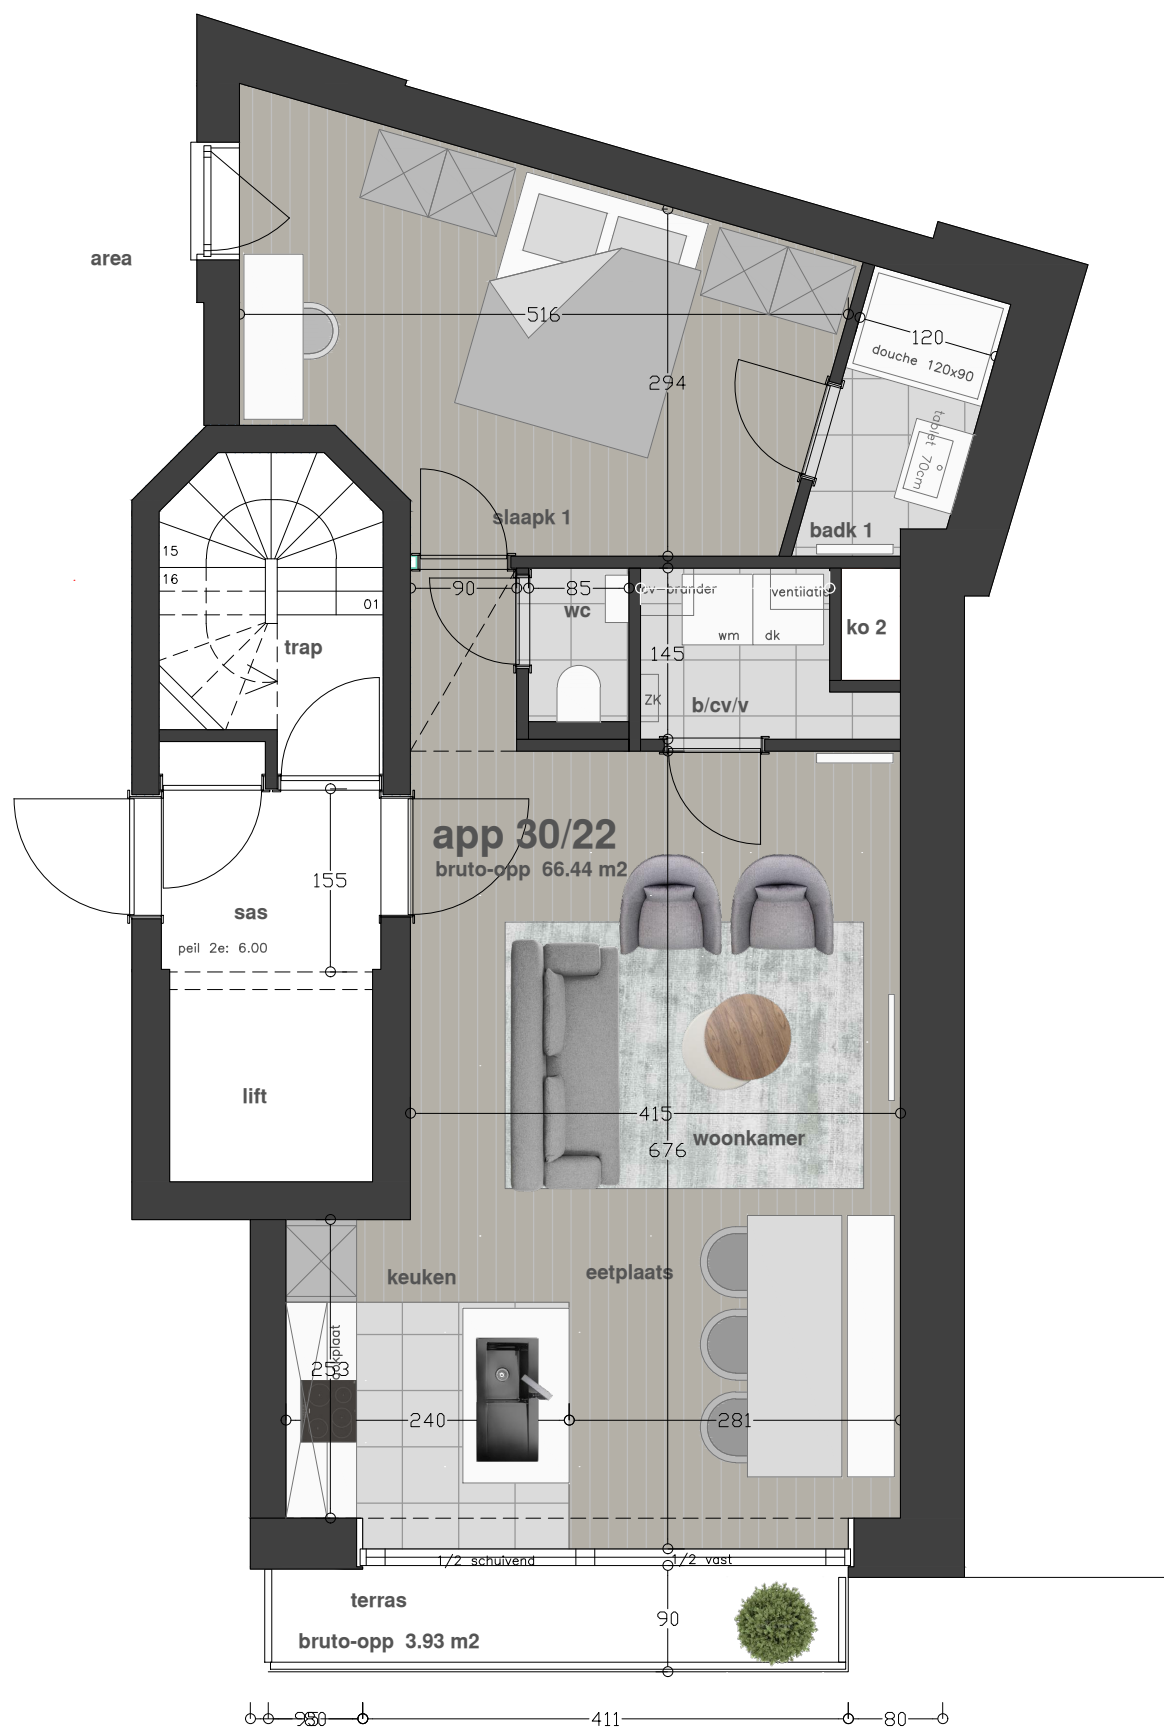 area
516
120
douche 120x90
294
tablet 70cm
slaapk 1
badk 1
15
16
01
90
85
cv-brander
ventilatie
wc
wm
dk
ko 2
trap
145
ZK
b/cv/v
app 30/22
bruto-opp 66.44 m2
155
sas
peil 2e: 6.00
lift
415
woonkamer
676
keuken
eetplaats
253
240
281
1/2 schuivend
1/2 vast
terras
90
bruto-opp 3.93 m2
411
80